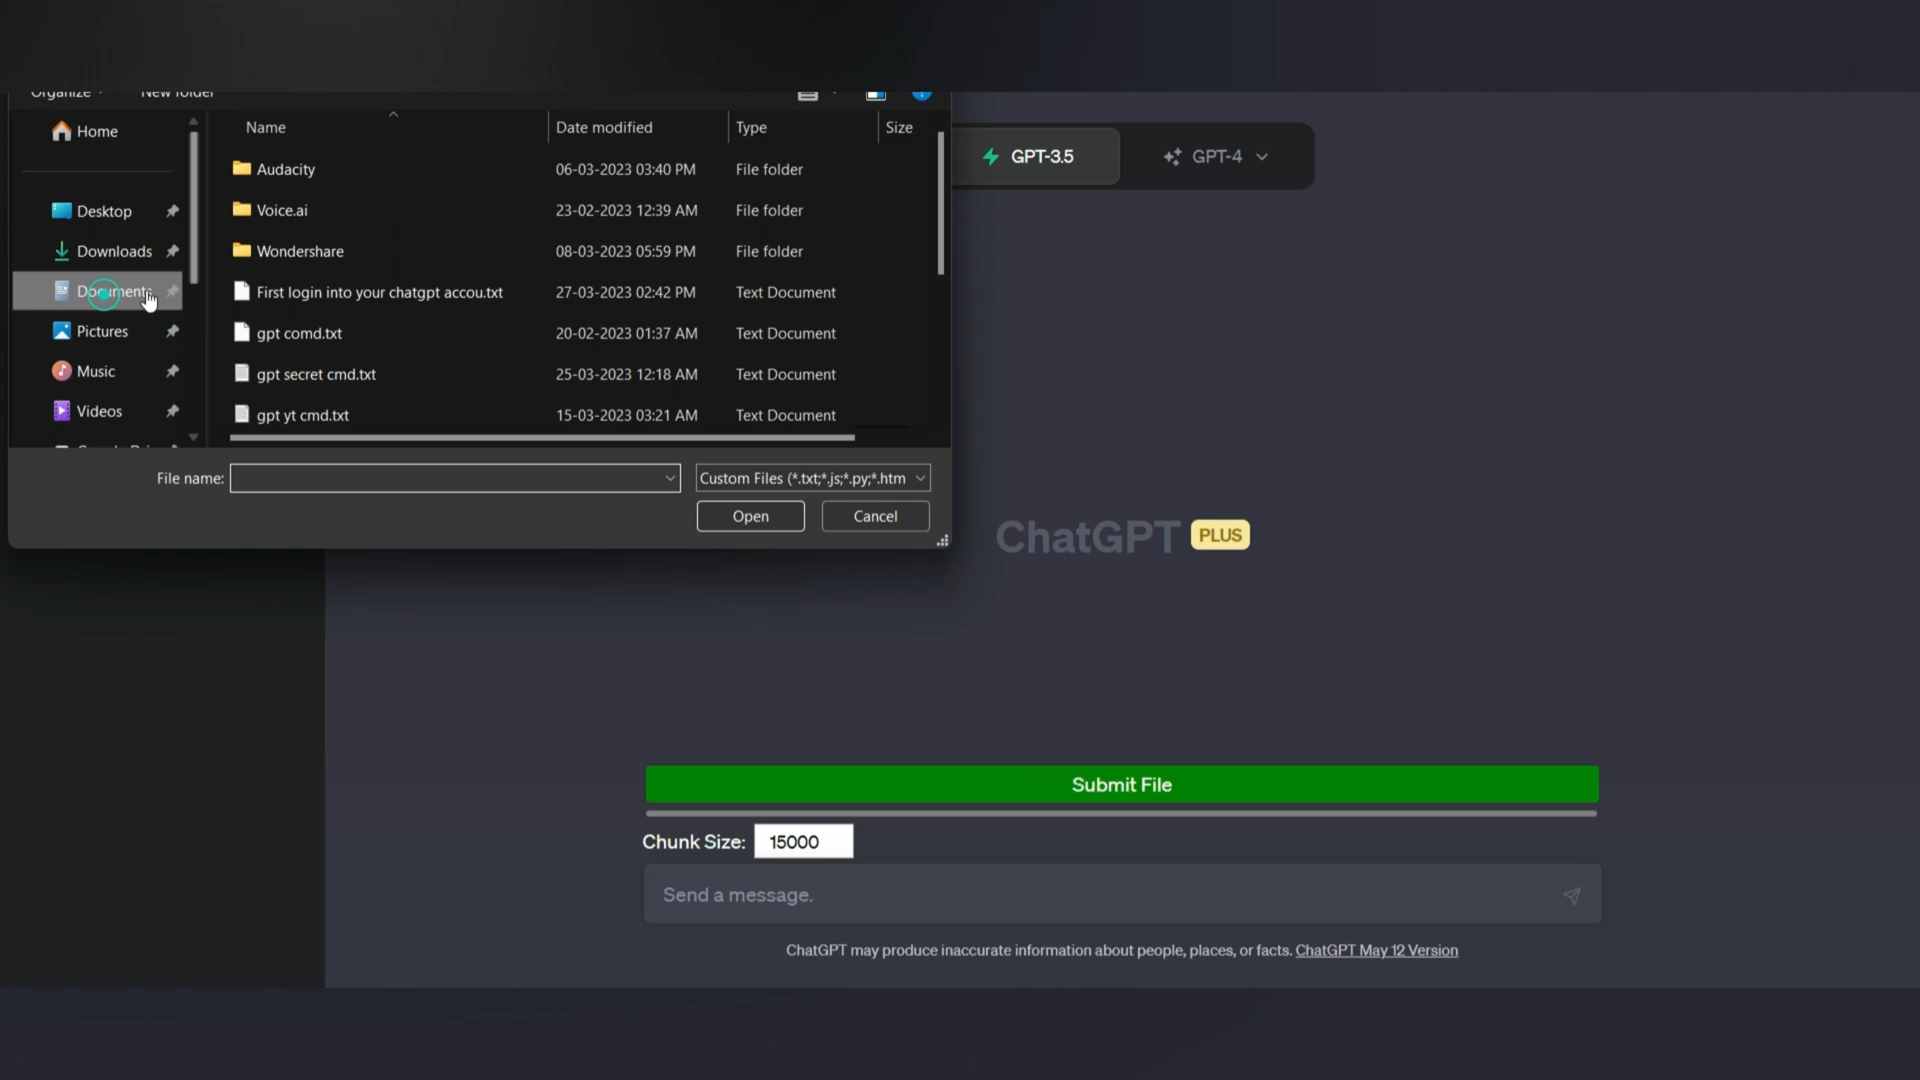 Organize New folder
Home
Name Date modified Type Size
GPT-3.5 GPT-4
Audacity 06-03-2023 03:40 PM File folder
Desktop
Voice.ai 23-02-2023 12:39 AM File folder
Downloads
Wondershare 08-03-2023 05:59 PM File folder
Documents
First login into your chatgpt accou.txt 27-03-2023 02:42 PM Text Document
Pictures
gpt comd.txt 20-02-2023 01:37 AM Text Document
Music
gpt secret cmd.txt 25-03-2023 12:18 AM Text Document
Videos
gpt yt cmd.txt 15-03-2023 03:21 AM Text Document
File name: Custom Files (*.txt;*.js;*.py;*.htm
Open Cancel
ChatGPT PLUS
Submit File
Chunk Size: 15000
Send a message.
ChatGPT may produce inaccurate information about people, places, or facts. ChatGPT May 12 Version